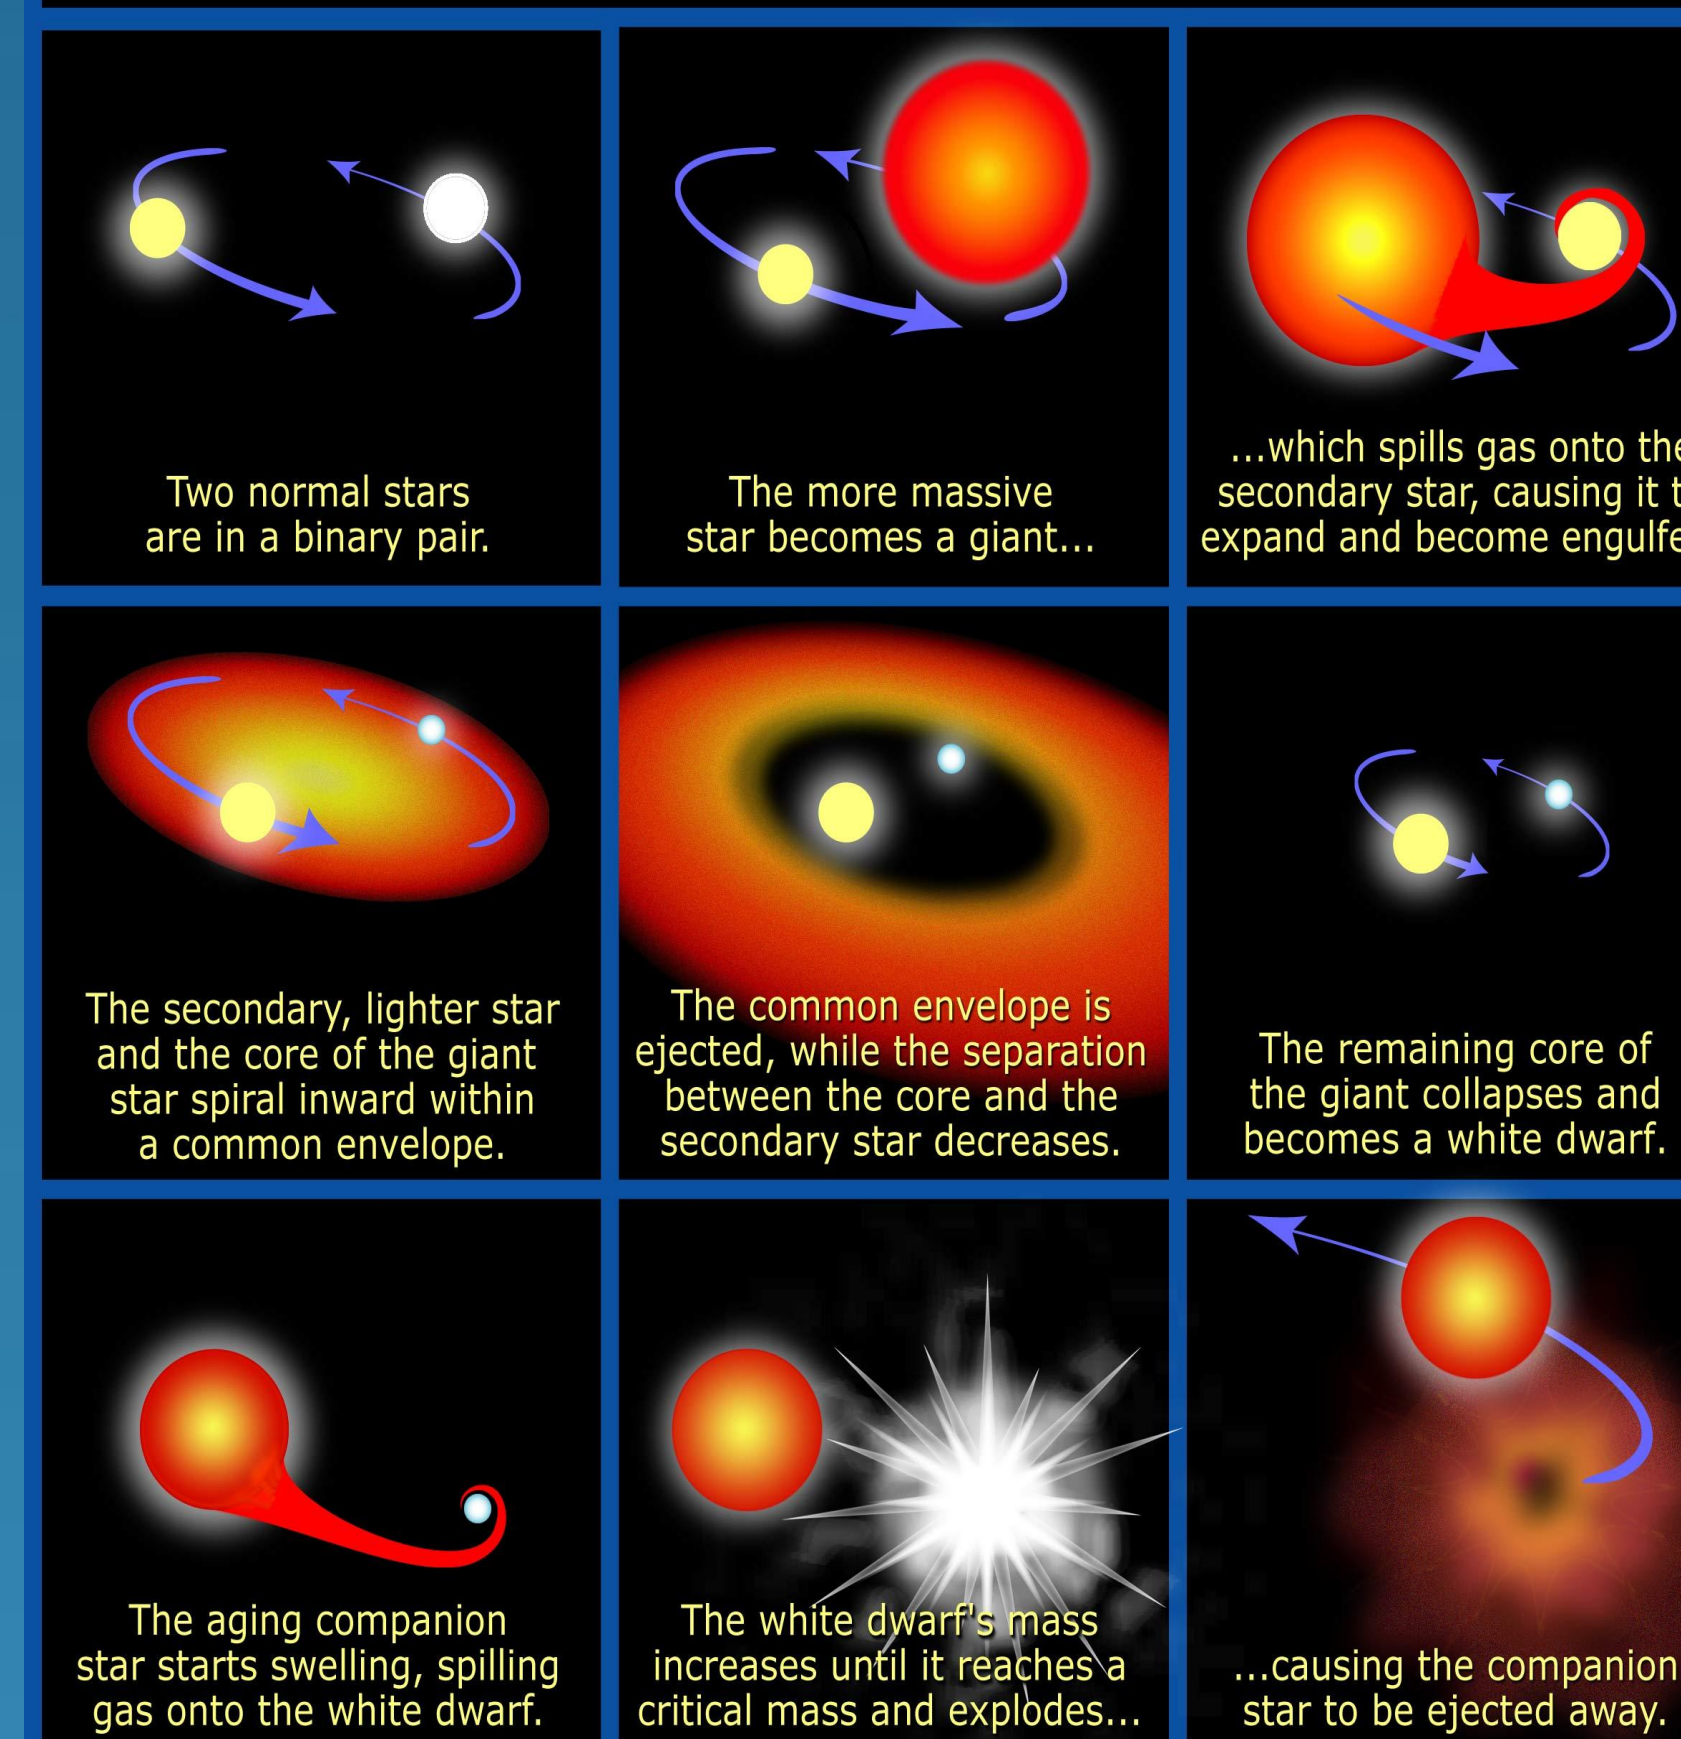 Two normal stars
are in a binary pair.
The more massive
star becomes a giant...
...which spills gas onto
secondary star, causing it
expand and become
The secondary, lighter star
and the core of the giant
star spiral inward within
a common envelope.
The common envelope is
ejected, while the separation
between the core and the
secondary star decreases.
The remaining core of
the giant collapses and
becomes a white dwarf.
The aging companion
star starts swelling, spilling
gas onto the white dwarf.
The white dwarf's mass
increases until it reaches a
critical mass and explodes...
...causing the companion
star to be ejected away.